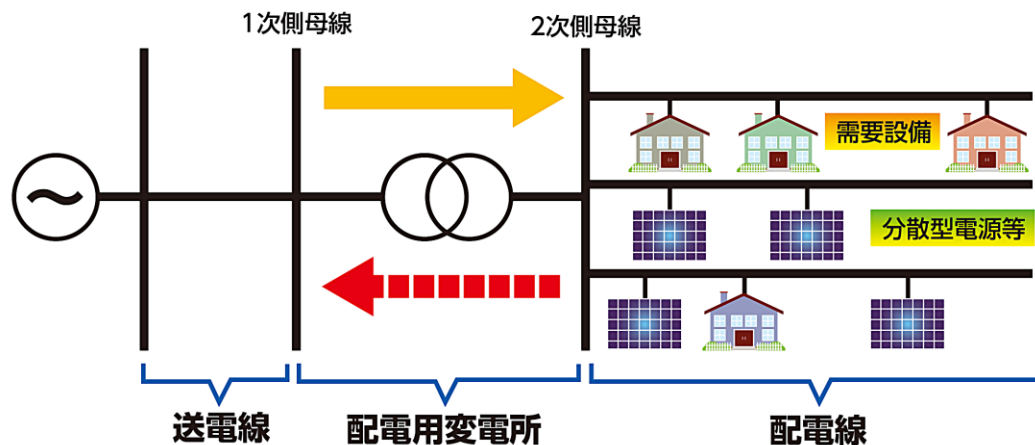 1次側母線
2次側母線
需要設備
分散型電源等
送電線
配電用変電所
配電線